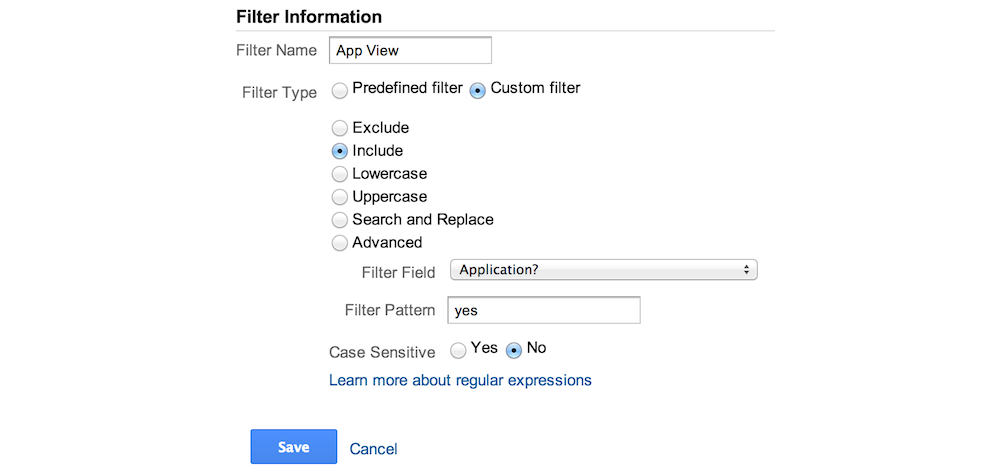 Filter Information
Filter Name App View
Filter Type Predefined filter Custom filter
Exclude
Include
Lowercase
Uppercase
Search and Replace
Advanced
Filter Field Application?
Filter Pattern yes
Case Sensitive Yes No
Learn more about regular expressions
Save Cancel